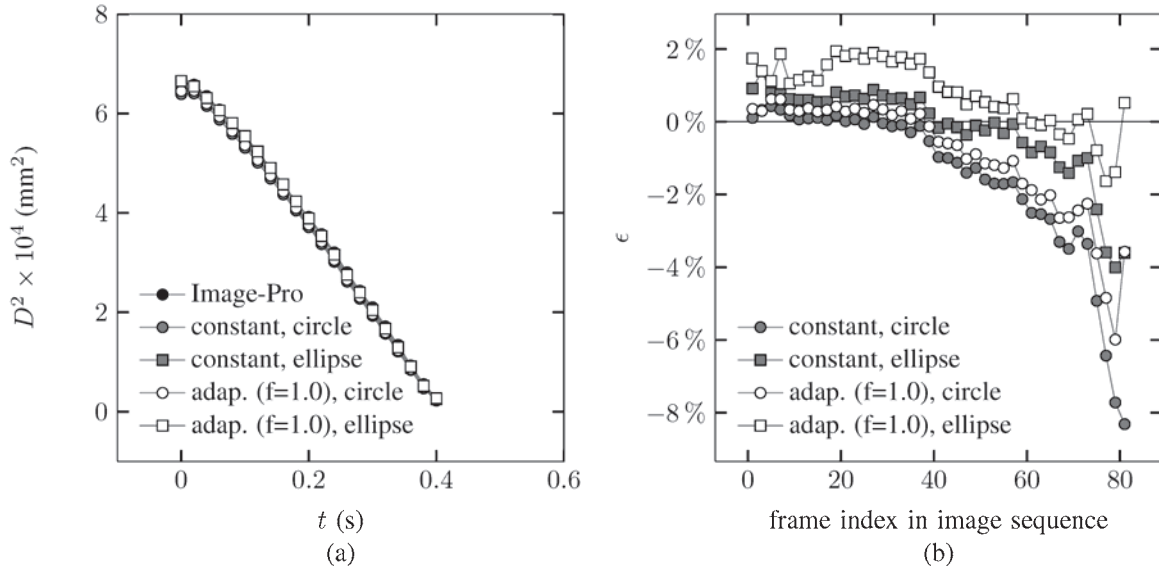 8
6
4
2
0
D² × 10⁴ (mm²)
Image-Pro
constant, circle
constant, ellipse
adap. (f=1.0), circle
adap. (f=1.0), ellipse
0 0.2 0.4 0.6
t (s)
(a)
2 %
0 %
−2 %
−4 %
−6 %
−8 %
ϵ
constant, circle
constant, ellipse
adap. (f=1.0), circle
adap. (f=1.0), ellipse
0 20 40 60 80
frame index in image sequence
(b)